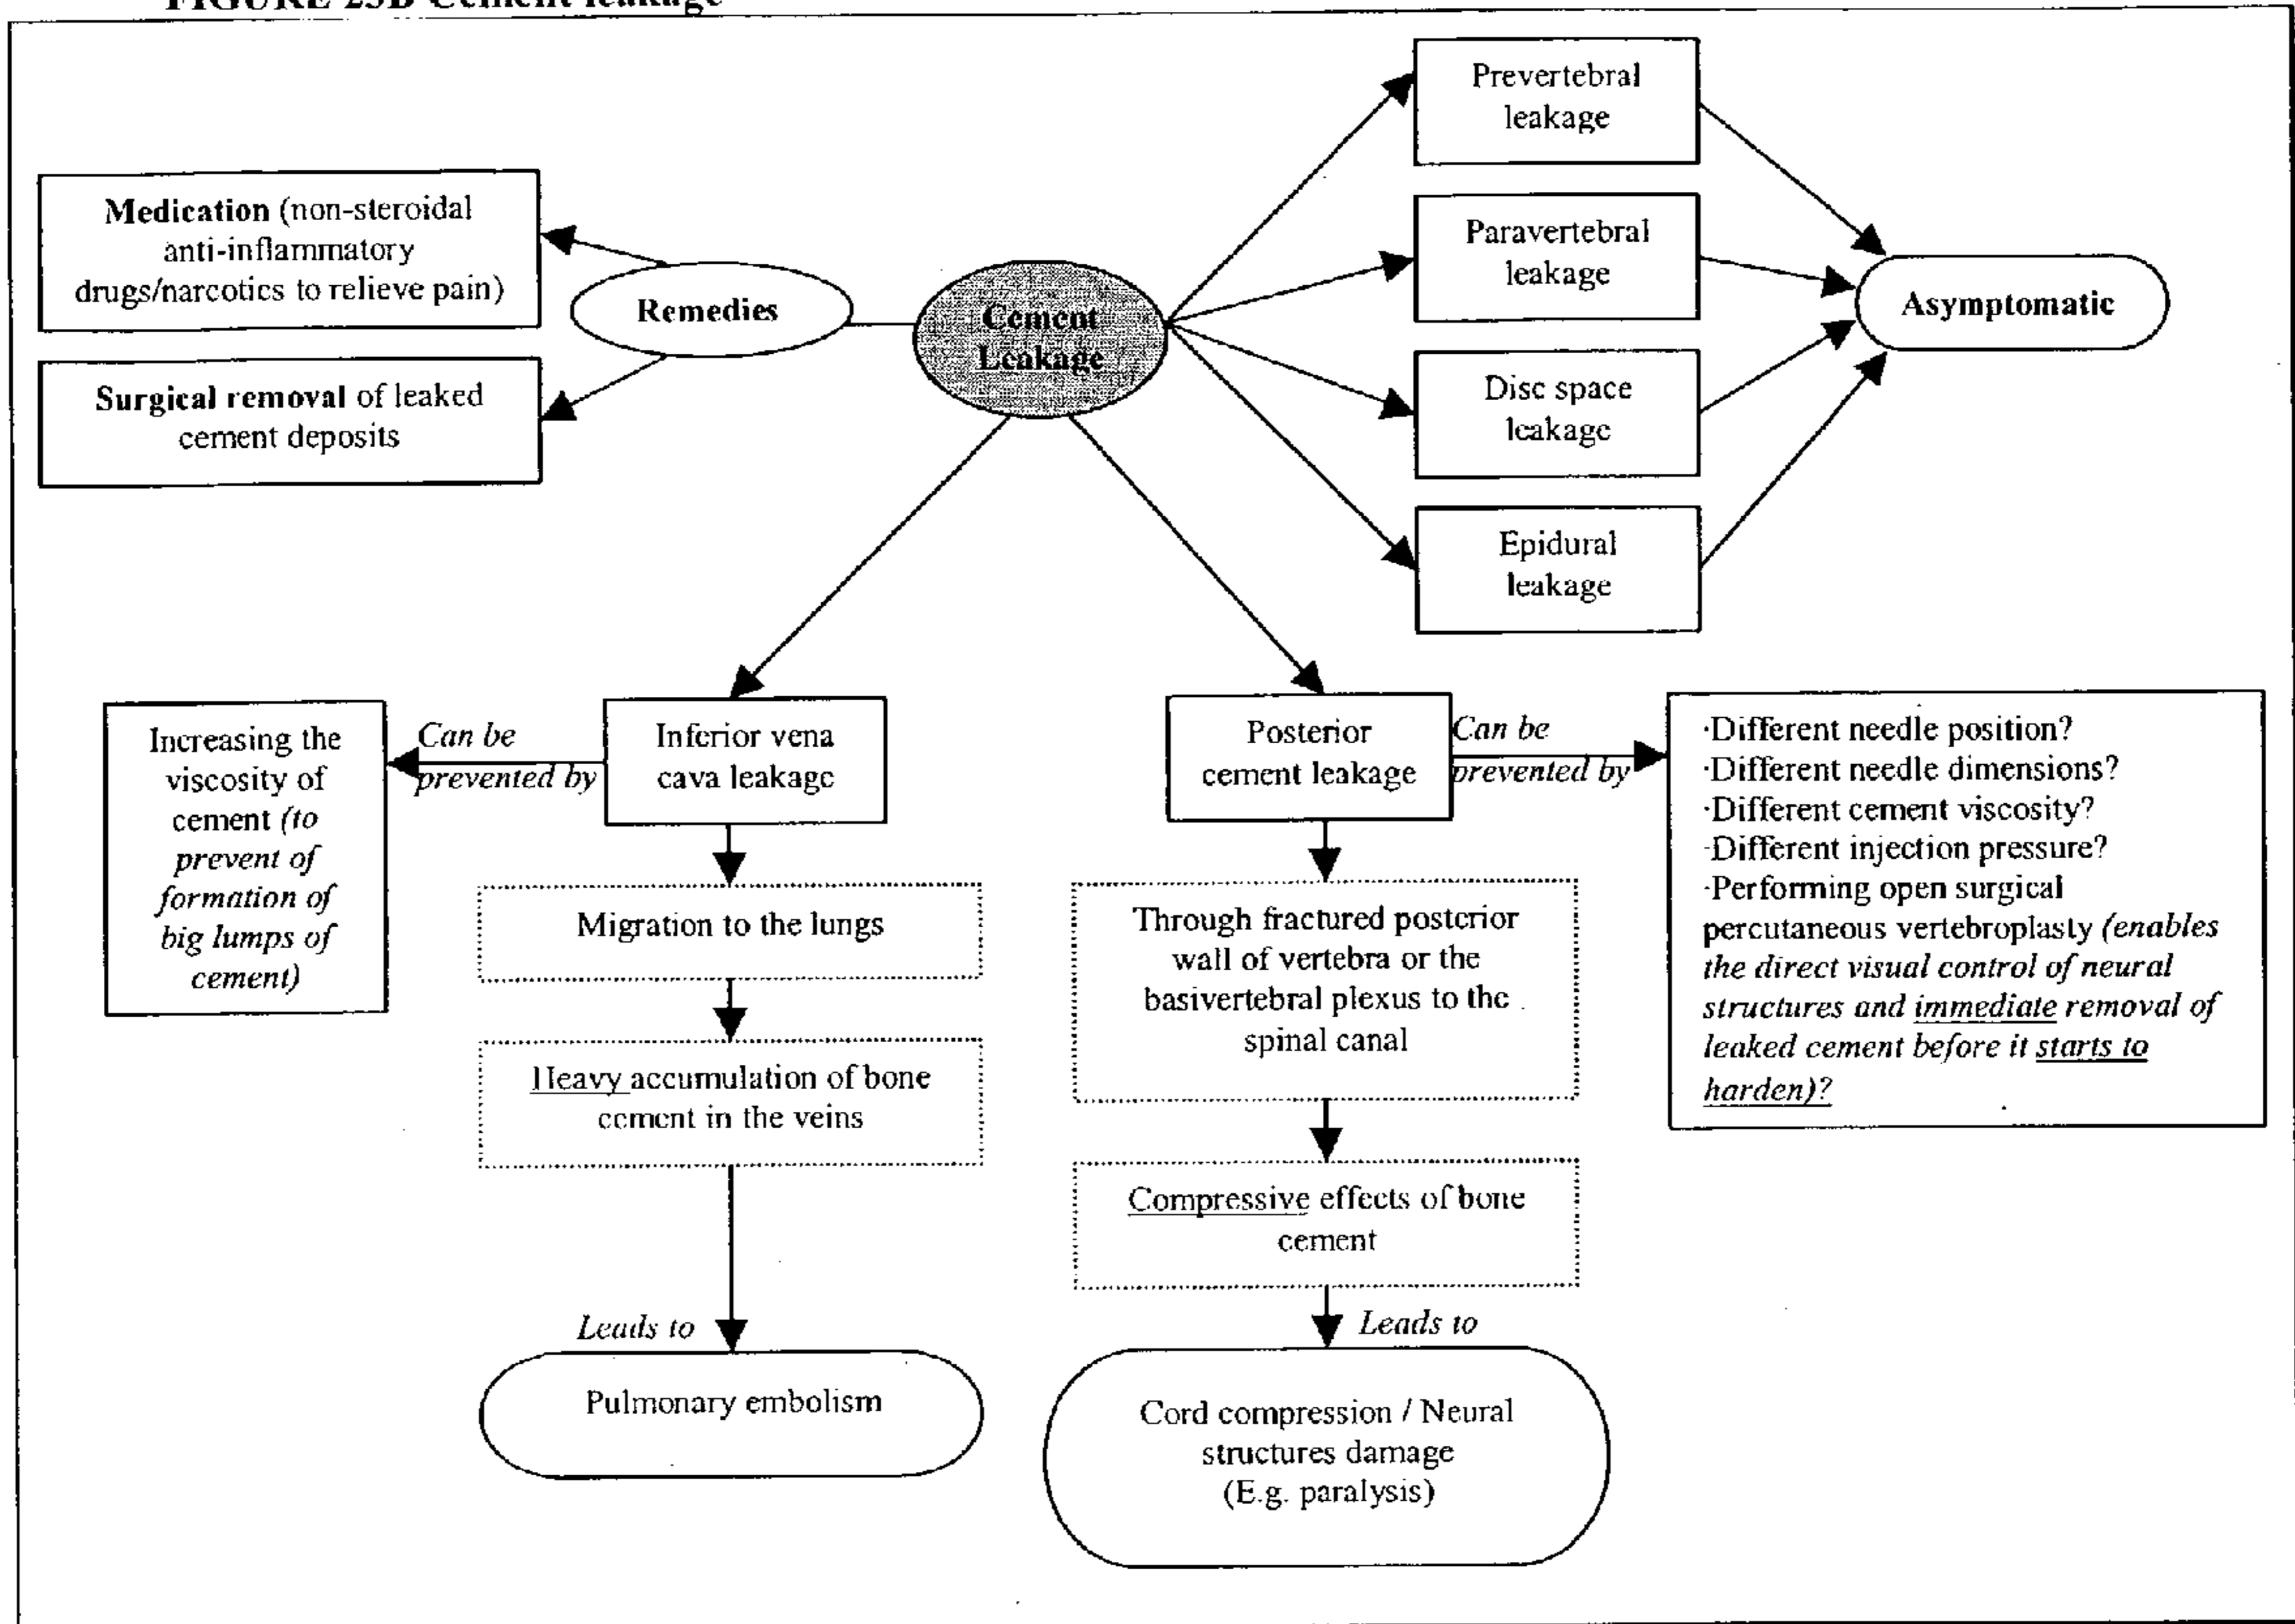 FIGURE 23B Cement leakage
Prevertebral
leakage
Medication (non-steroidal
anti-inflammatory
drugs/narcotics to relieve pain)
Paravertebral
leakage
Remedies
Cement
Leakage
Asymptomatic
Surgical removal of leaked
cement deposits
Disc space
leakage
Epidural
leakage
Increasing the
viscosity of
cement (to
prevent of
formation of
big lumps of
cement)
Can be
prevented by
Inferior vena
cava leakage
Posterior
cement leakage
Can be
prevented by
·Different needle position?
·Different needle dimensions?
·Different cement viscosity?
·Different injection pressure?
·Performing open surgical
percutaneous vertebroplasty (enables
the direct visual control of neural
structures and immediate removal of
leaked cement before it starts to
harden)?
Migration to the lungs
Heavy accumulation of bone
cement in the veins
Leads to
Pulmonary embolism
Through fractured posterior
wall of vertebra or the
basivertebral plexus to the
spinal canal
Compressive effects of bone
cement
Leads to
Cord compression / Neural
structures damage
(E.g. paralysis)